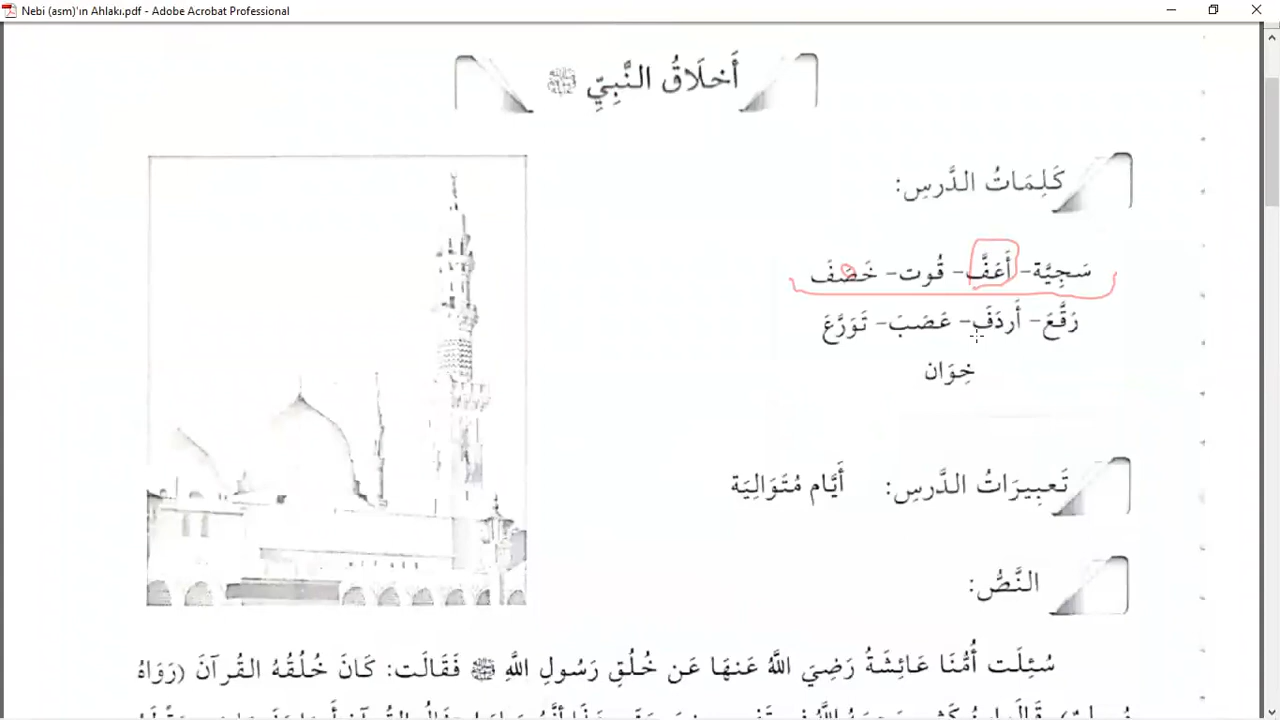 Nebi (asm)'ın Ahlakı.pdf - Adobe Acrobat Professional
أَخلَاقُ النَّبِيِّ ﷺ
كَلِمَاتُ الدَّرسِ:
سَجِيَّة- أَعَفَّ- قُوت- خَصَفَ
رَقَّعَ- أَردَفَ- عَصَبَ- تَوَرَّعَ
خِوَان
تَعبِيرَاتُ الدَّرسِ: أَيَّام مُتَوَالِيَة
النَّصُّ:
سُئِلَت أُمُّنَا عَائِشَةُ رَضِيَ اللَّهُ عَنهَا عَن خُلُقِ رَسُولِ اللَّهِ ﷺ فَقَالَت: كَانَ خُلُقُهُ القُرآنَ (رَوَاهُ